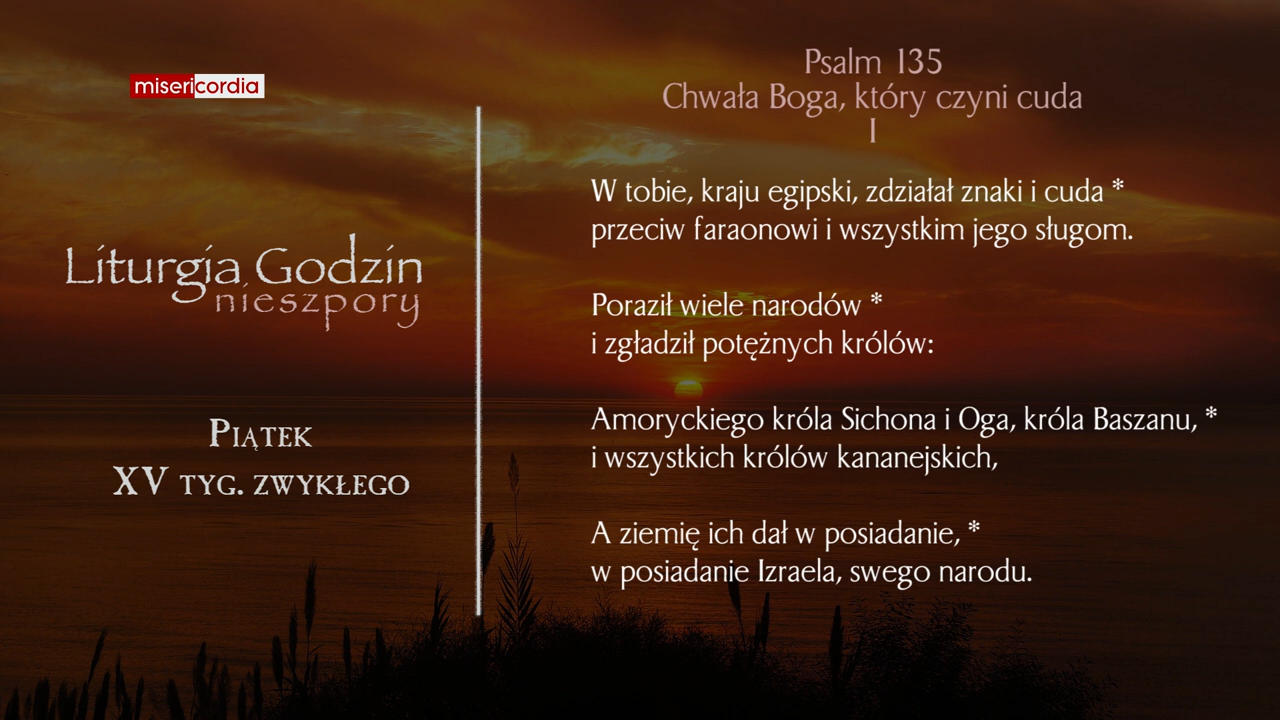 misericordia
Liturgia Godzin
nieszpory
Piątek
XV tyg. zwykłego
Psalm 135
Chwała Boga, który czyni cuda
I
W tobie, kraju egipski, zdziałał znaki i cuda *
przeciw faraonowi i wszystkim jego sługom.
Poraził wiele narodów *
i zgładził potężnych królów:
Amoryckiego króla Sichona i Oga, króla Baszanu, *
i wszystkich królów kananejskich,
A ziemię ich dał w posiadanie, *
w posiadanie Izraela, swego narodu.